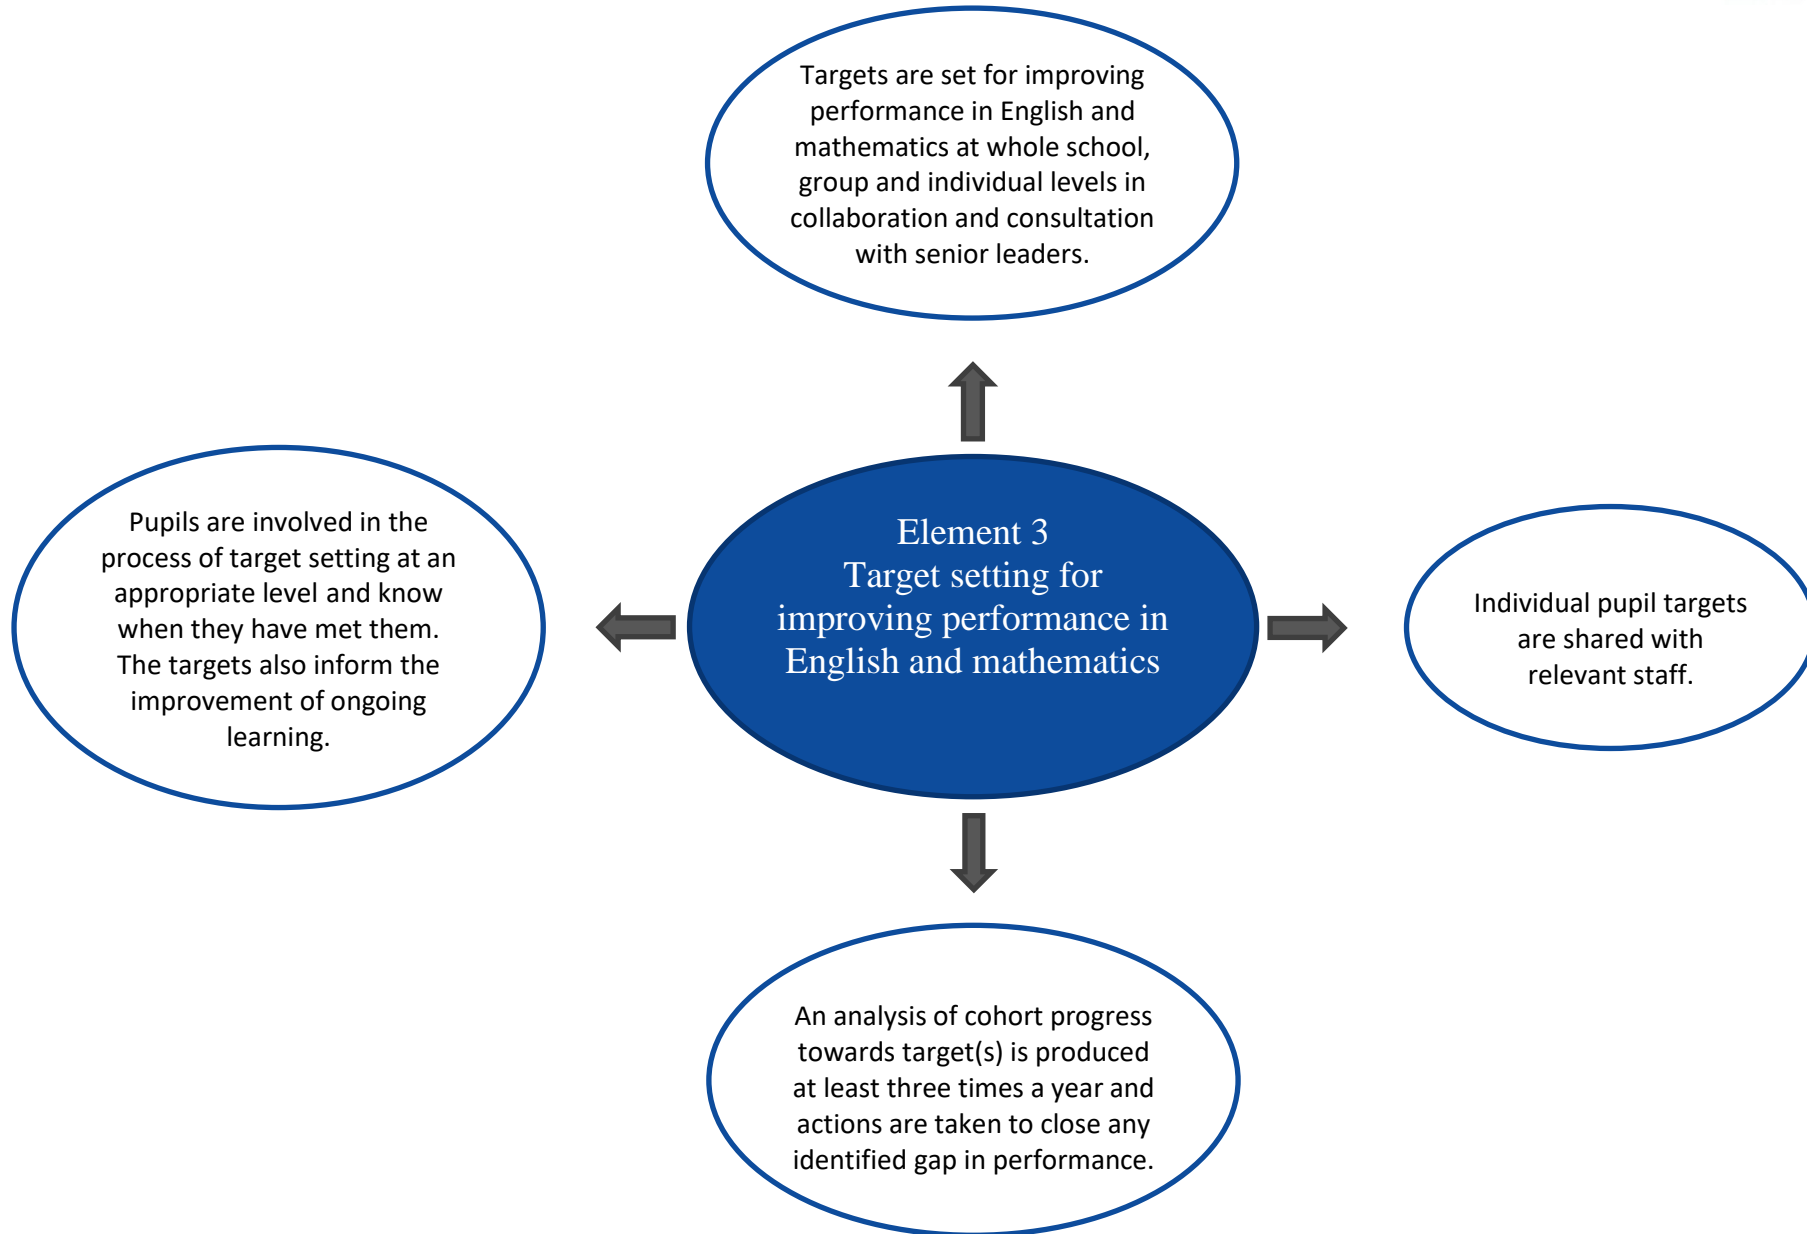 Targets are set for improving
performance in English and
mathematics at whole school,
group and individual levels in
collaboration and consultation
with senior leaders.
Pupils are involved in the
process of target setting at an
appropriate level and know
when they have met them.
The targets also inform the
improvement of ongoing
learning.
Element 3
Target setting for
improving performance in
English and mathematics
Individual pupil targets
are shared with
relevant staff.
An analysis of cohort progress
towards target(s) is produced
at least three times a year and
actions are taken to close any
identified gap in performance.